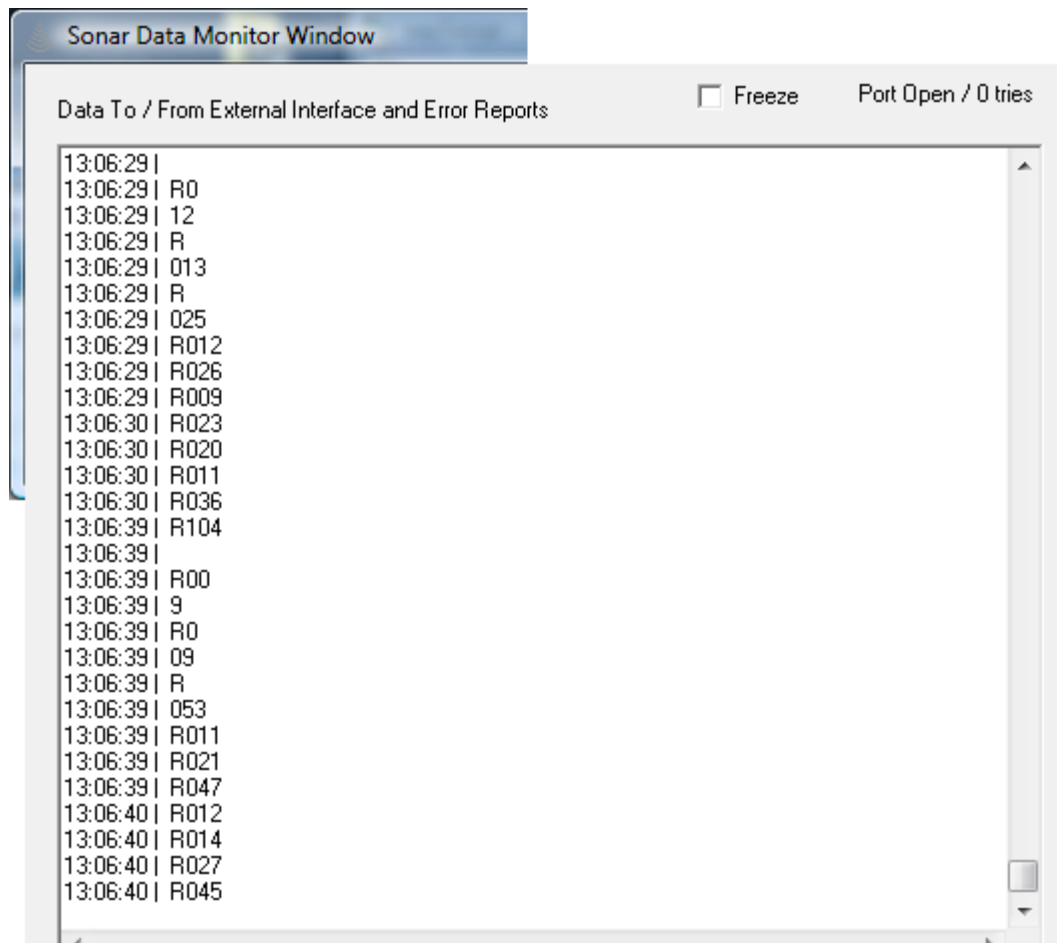 Sonar Data Monitor Window
Data To / From External Interface and Error Reports
Freeze
Port Open / 0 tries
13:06:29|
13:06:29| R0
13:06:29| 12
13:06:29| R
13:06:29| 013
13:06:29| R
13:06:29| 025
13:06:29| R012
13:06:29| R026
13:06:29| R009
13:06:30| R023
13:06:30| R020
13:06:30| R011
13:06:30| R036
13:06:39| R104
13:06:39|
13:06:39| R00
13:06:39| 9
13:06:39| R0
13:06:39| 09
13:06:39| R
13:06:39| 053
13:06:39| R011
13:06:39| R021
13:06:39| R047
13:06:40| R012
13:06:40| R014
13:06:40| R027
13:06:40| R045